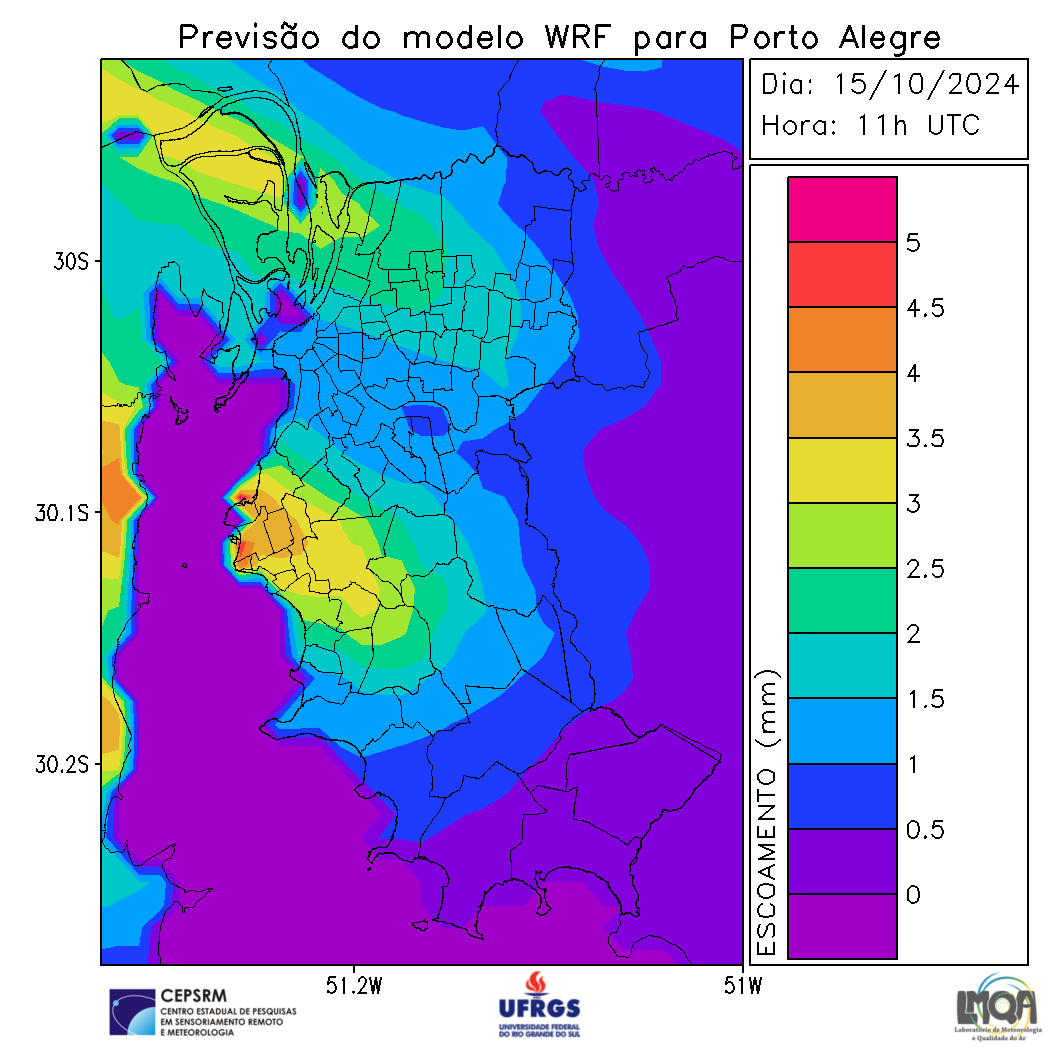 Previsão do modelo WRF para Porto Alegre
Dia: 15/10/2024
Hora: 11h UTC
30S
30.1S
30.2S
51.2W
51W
ESCOAMENTO (mm)
5
4.5
4
3.5
3
2.5
2
1.5
1
0.5
0
CEPSRM
CENTRO ESTADUAL DE PESQUISAS
EM SENSORIAMENTO REMOTO
E METEOROLOGIA
UFRGS
UNIVERSIDADE FEDERAL
DO RIO GRANDE DO SUL
LMQA
Laboratório de Meteorologia
e Qualidade do Ar